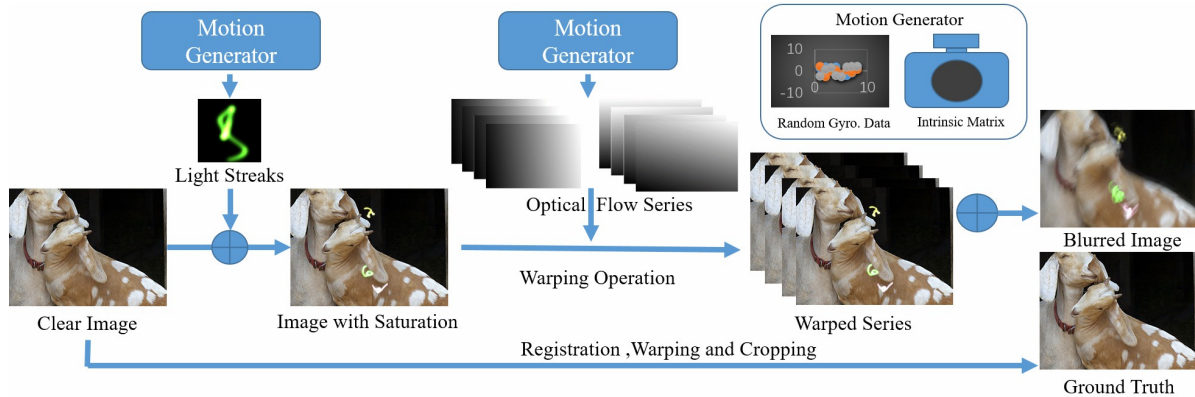 Motion
Generator
Motion
Generator
Motion Generator
10
0
-10
0
10
Random Gyro. Data
Intrinsic Matrix
Light Streaks
Optical Flow Series
Blurred Image
Warping Operation
Clear Image
Image with Saturation
Warped Series
Registration ,Warping and Cropping
Ground Truth